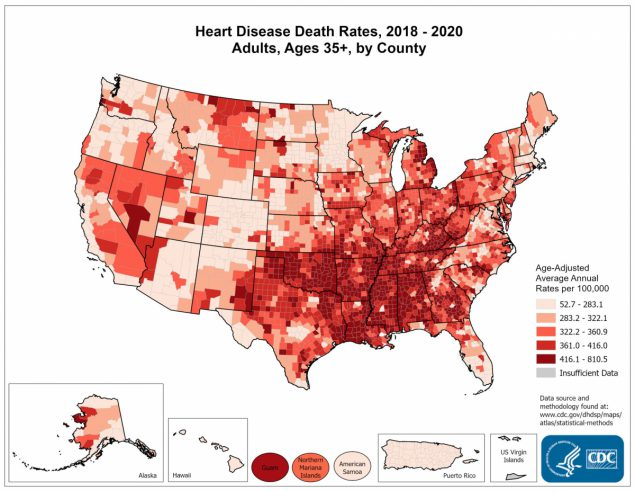 Heart Disease Death Rates, 2018 - 2020
Adults, Ages 35+, by County
Age-Adjusted
Average Annual
Rates per 100,000
52.7 - 283.1
283.2 - 322.1
322.2 - 360.9
361.0 - 416.0
416.1 - 810.5
Insufficient Data
Data source and
methodology found at:
www.cdc.gov/dhdsp/maps/
atlas/statistical-methods
Alaska
Hawaii
Guam
Northern
Mariana
Islands
American
Samoa
Puerto Rico
US Virgin
Islands
CDC